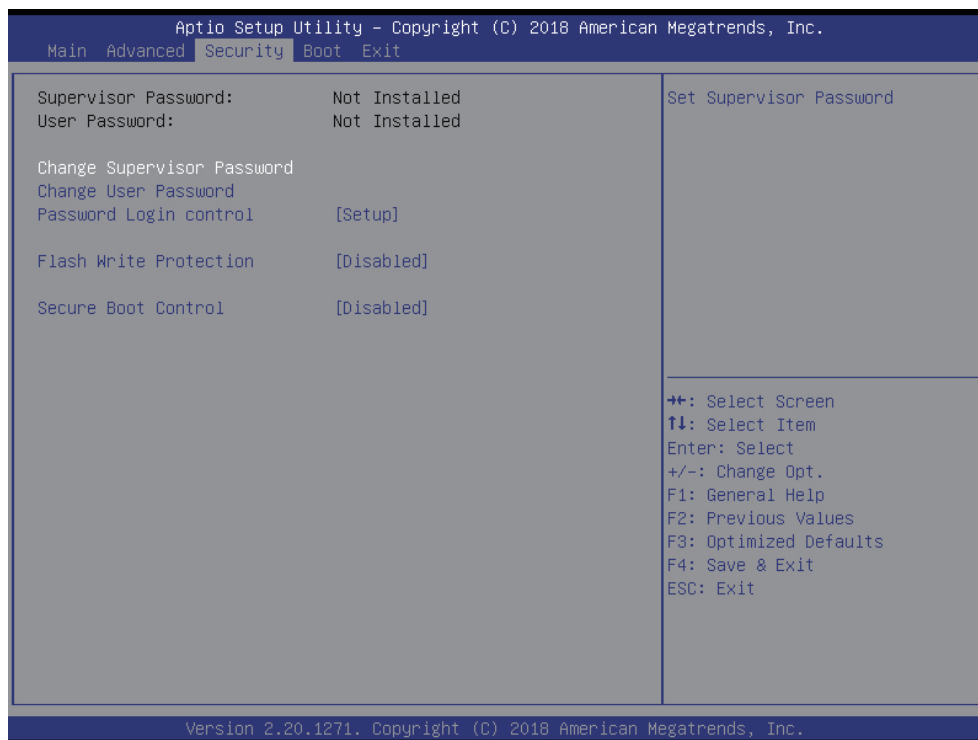 Aptio Setup Utility – Copyright (C) 2018 American Megatrends, Inc.
Main Advanced Security Boot Exit
Supervisor Password: Not Installed
User Password: Not Installed
Change Supervisor Password
Change User Password
Password Login control [Setup]
Flash Write Protection [Disabled]
Secure Boot Control [Disabled]
Set Supervisor Password
→←: Select Screen
↑↓: Select Item
Enter: Select
+/-: Change Opt.
F1: General Help
F2: Previous Values
F3: Optimized Defaults
F4: Save & Exit
ESC: Exit
Version 2.20.1271. Copyright (C) 2018 American Megatrends, Inc.